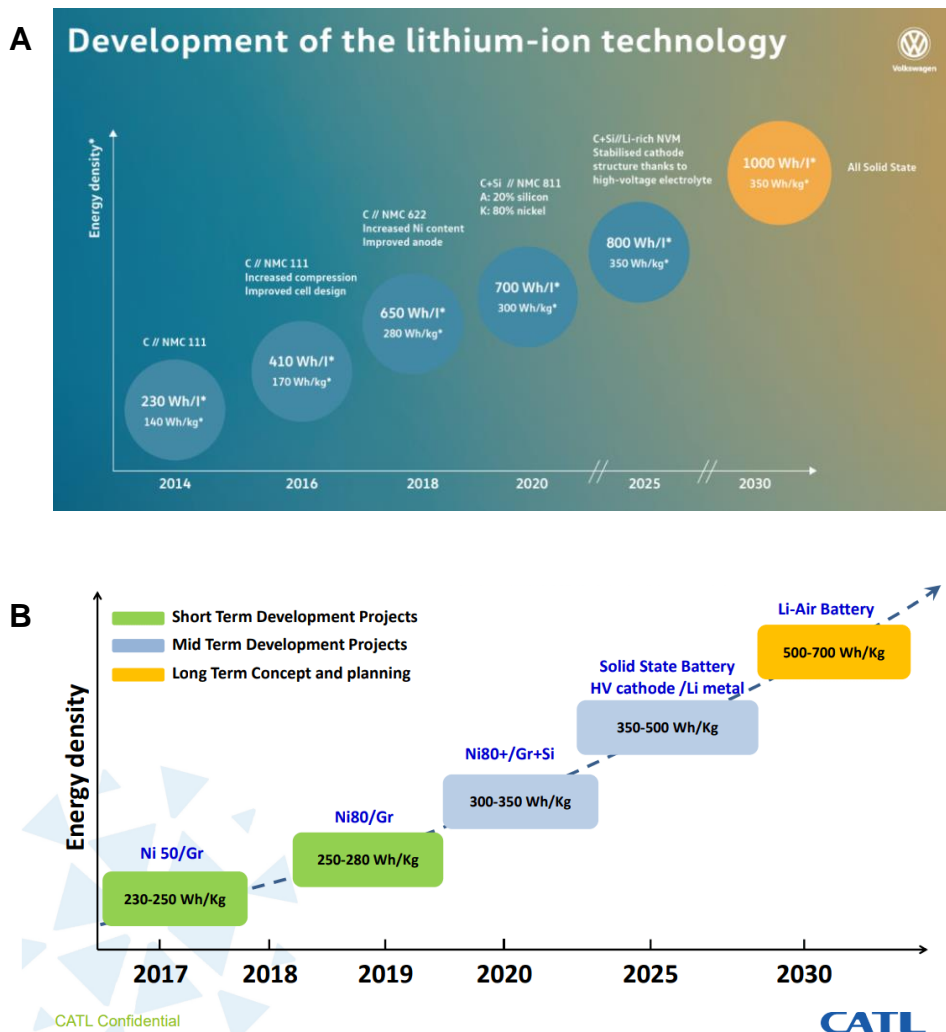 A
Development of the lithium-ion technology
Volkswagen
Energy density*
C // NMC 111
230 Wh/l*
140 Wh/kg*
C // NMC 111
Increased compression
Improved cell design
410 Wh/l*
170 Wh/kg*
C // NMC 622
Increased Ni content
Improved anode
650 Wh/l*
280 Wh/kg*
C+Si // NMC 811
A: 20% silicon
K: 80% nickel
700 Wh/l*
300 Wh/kg*
C+Si//Li-rich NVM
Stabilised cathode
structure thanks to
high-voltage electrolyte
800 Wh/l*
350 Wh/kg*
1000 Wh/l*
350 Wh/kg*
All Solid State
2014
2016
2018
2020
2025
2030
B
Energy density
Short Term Development Projects
Mid Term Development Projects
Long Term Concept and planning
Ni 50/Gr
230-250 Wh/Kg
Ni80/Gr
250-280 Wh/Kg
Ni80+/Gr+Si
300-350 Wh/Kg
Solid State Battery
HV cathode /Li metal
350-500 Wh/Kg
Li-Air Battery
500-700 Wh/Kg
2017
2018
2019
2020
2025
2030
CATL Confidential
CATL